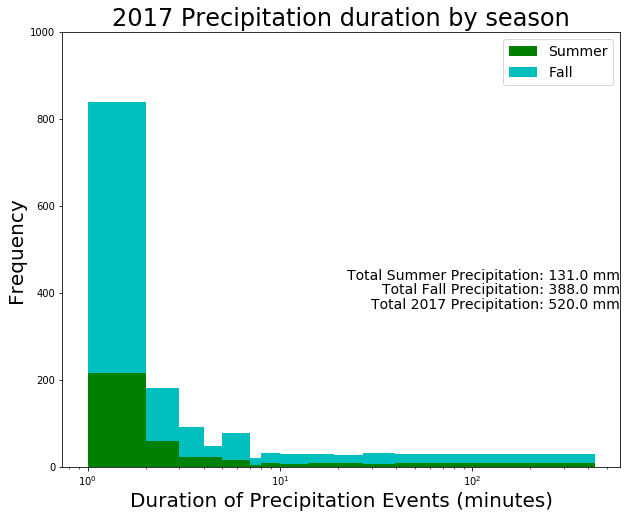 2017 Precipitation duration by season
1000
Summer
Fall
800
600
Frequency
Total Summer Precipitation: 131.0 mm
Total Fall Precipitation: 388.0 mm
Total 2017 Precipitation: 520.0 mm
400
200
0
10⁰
10¹
10²
Duration of Precipitation Events (minutes)